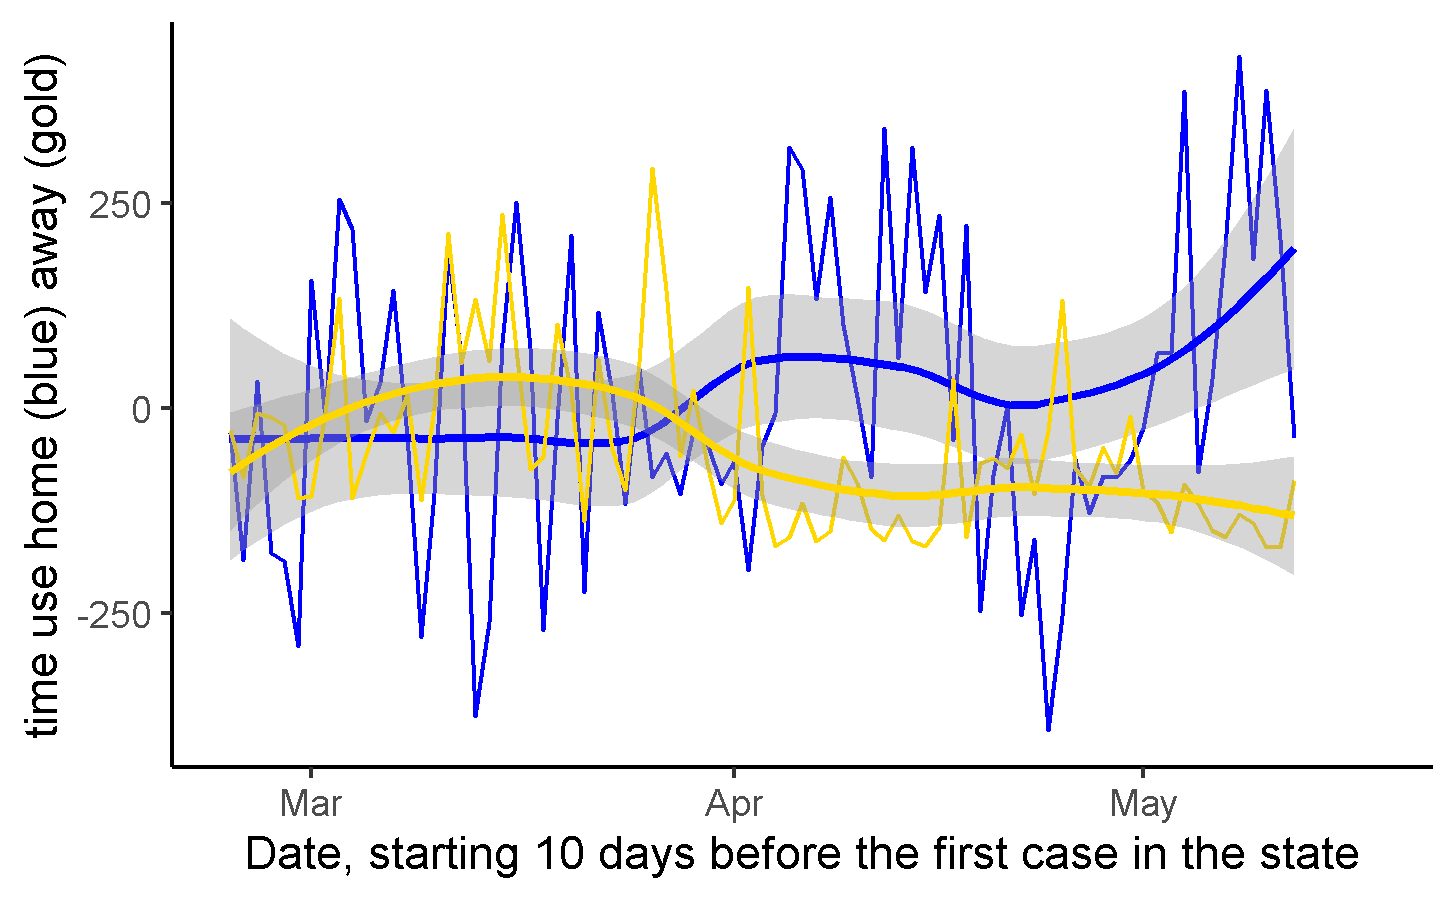 time use home (blue) away (gold)
250
0
-250
Mar Apr May
Date, starting 10 days before the first case in the state